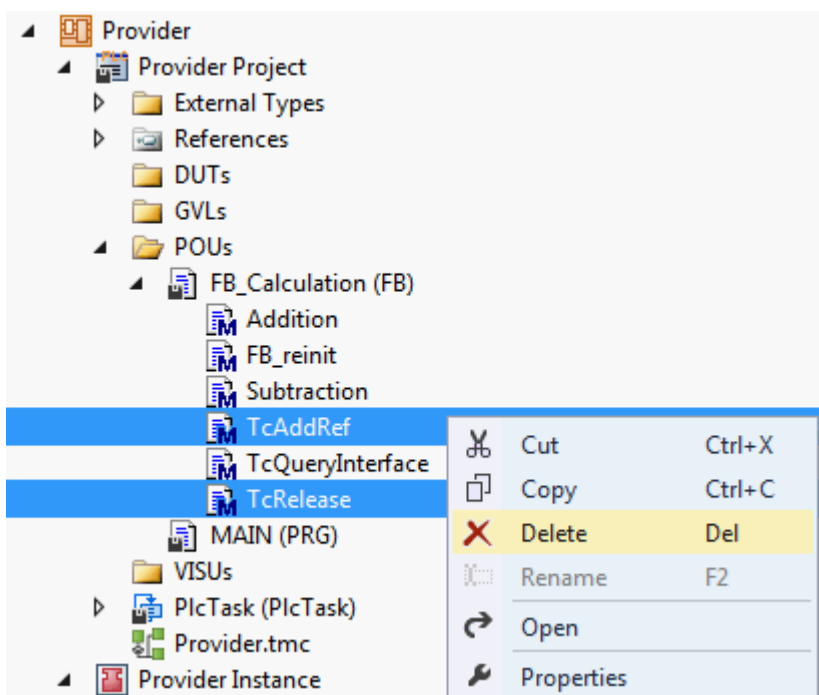 Provider
Provider Project
External Types
References
DUTs
GVLs
POUs
FB_Calculation (FB)
Addition
FB_reinit
Subtraction
TcAddRef
TcQueryInterface
TcRelease
MAIN (PRG)
VISUs
PlcTask (PlcTask)
Provider.tmc
Provider Instance
Cut Ctrl+X
Copy Ctrl+C
Delete Del
Rename F2
Open
Properties